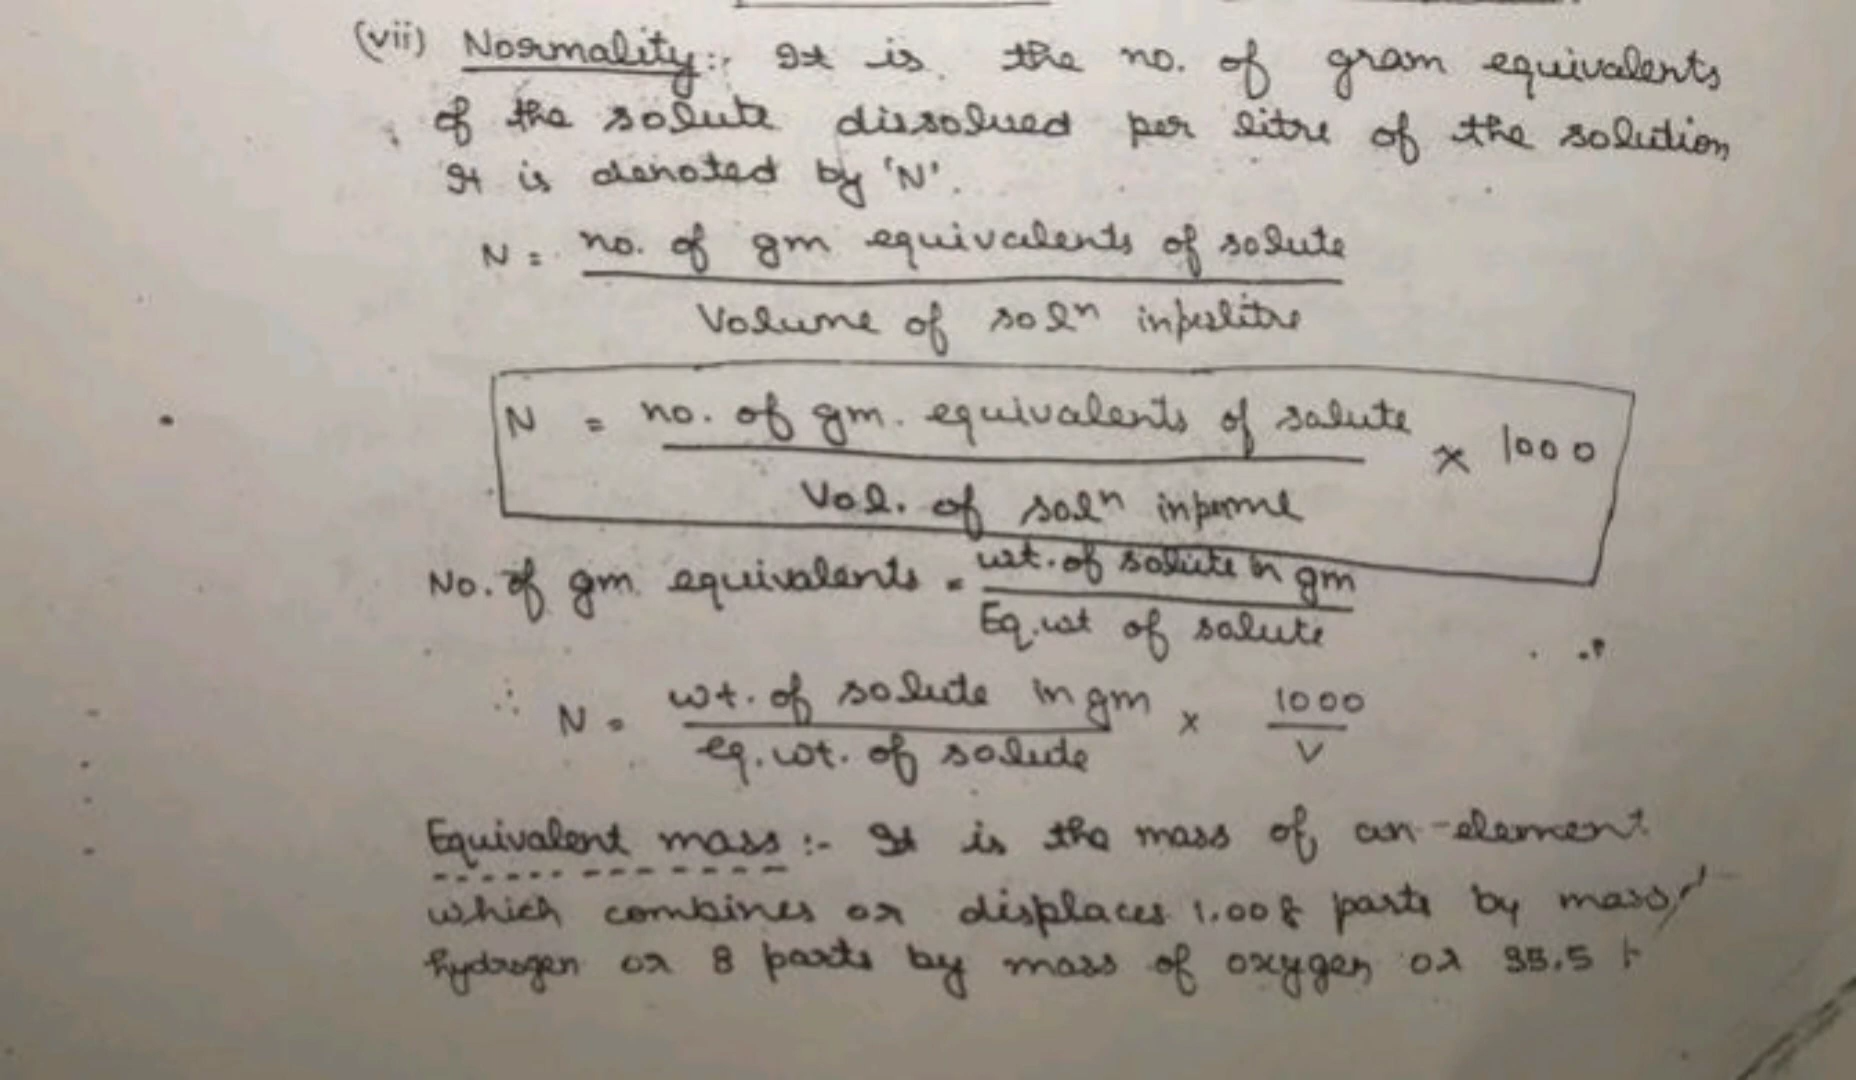 (vii) Normality:- It is the no. of gram equivalents
of the solute dissolved per litre of the solution
It is denoted by 'N'.
N = no. of gm equivalents of solute
Volume of solⁿ in litre
N = no. of gm. equivalents of solute × 1000
Vol. of solⁿ in ml
No. of gm equivalents = wt. of solute in gm
Eq. wt of solute
∴ N = wt. of solute in gm × 1000
eq. wt. of solute V
Equivalent mass :- It is the mass of an element
which combines or displaces 1.008 parts by mass
hydrogen or 8 parts by mass of oxygen or 35.5